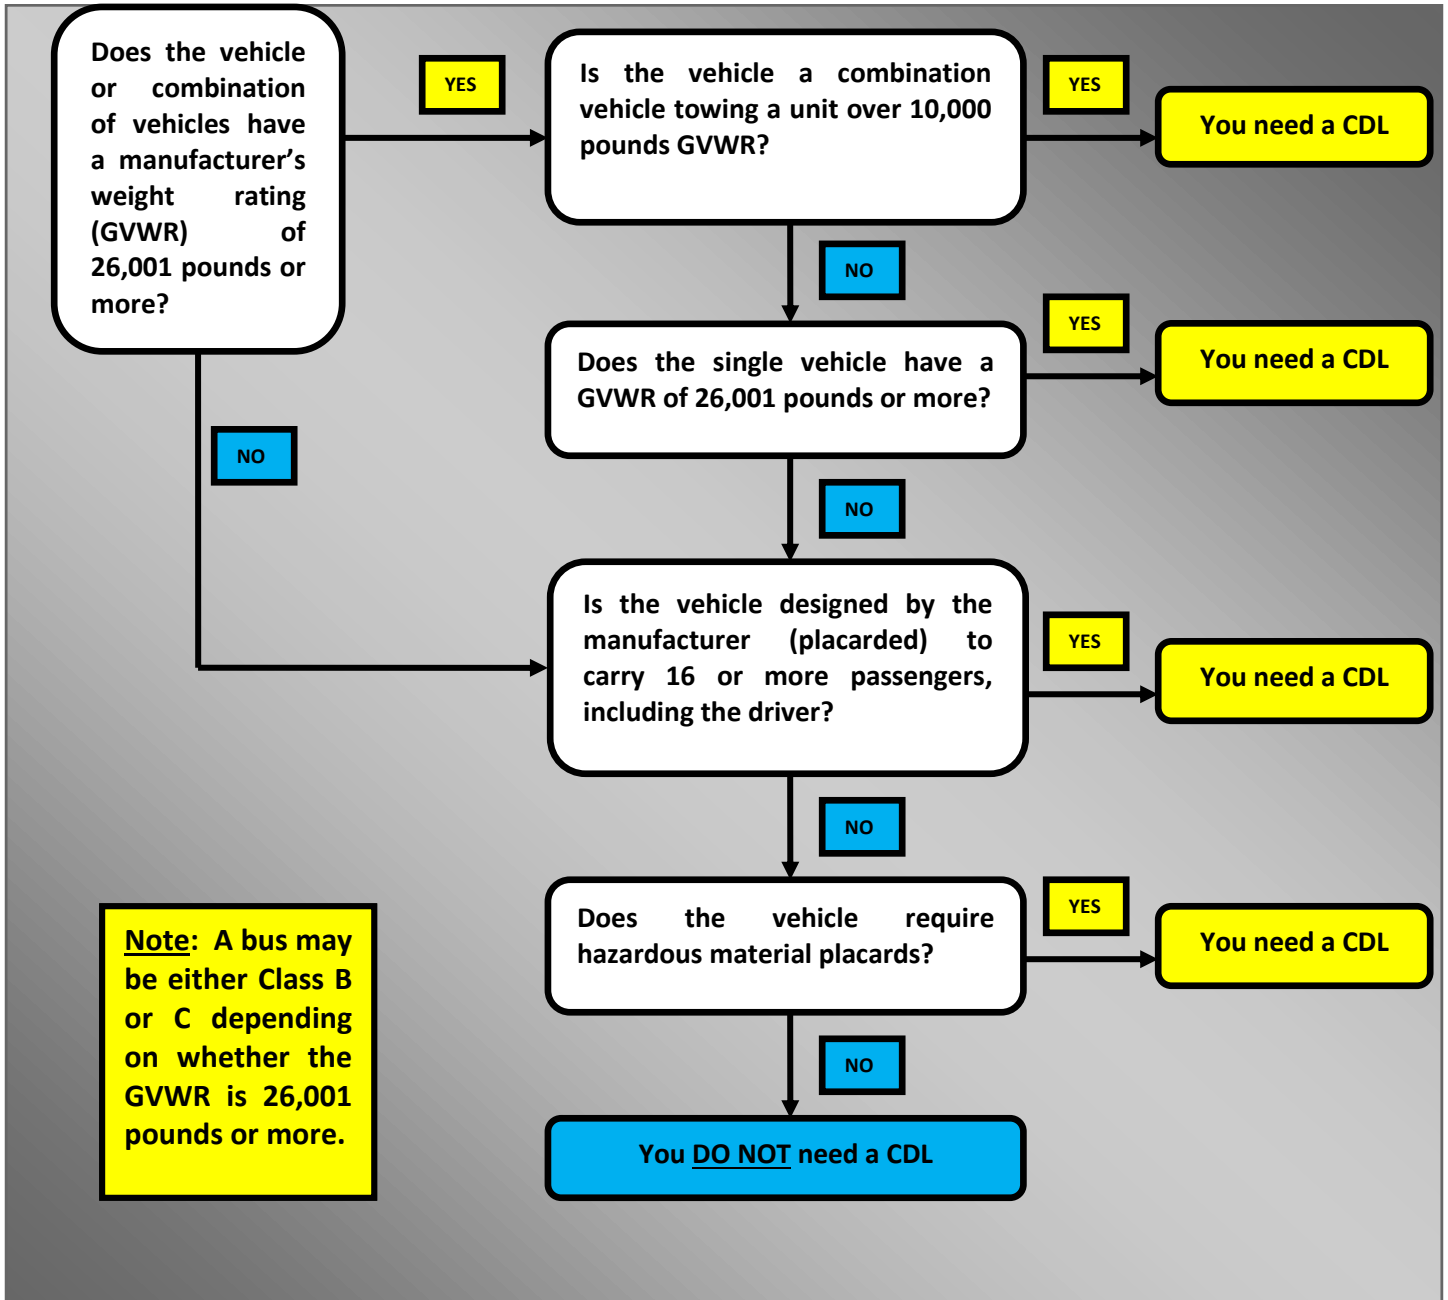 Does the vehicle
or combination
of vehicles have
a manufacturer's
weight rating
(GVWR) of
26,001 pounds or
more?
YES
Is the vehicle a combination
vehicle towing a unit over 10,000
pounds GVWR?
YES
You need a CDL
NO
Does the single vehicle have a
GVWR of 26,001 pounds or more?
YES
You need a CDL
NO
NO
Is the vehicle designed by the
manufacturer (placarded) to
carry 16 or more passengers,
including the driver?
YES
You need a CDL
NO
Does the vehicle require
hazardous material placards?
YES
You need a CDL
NO
You DO NOT need a CDL
Note: A bus may
be either Class B
or C depending
on whether the
GVWR is 26,001
pounds or more.